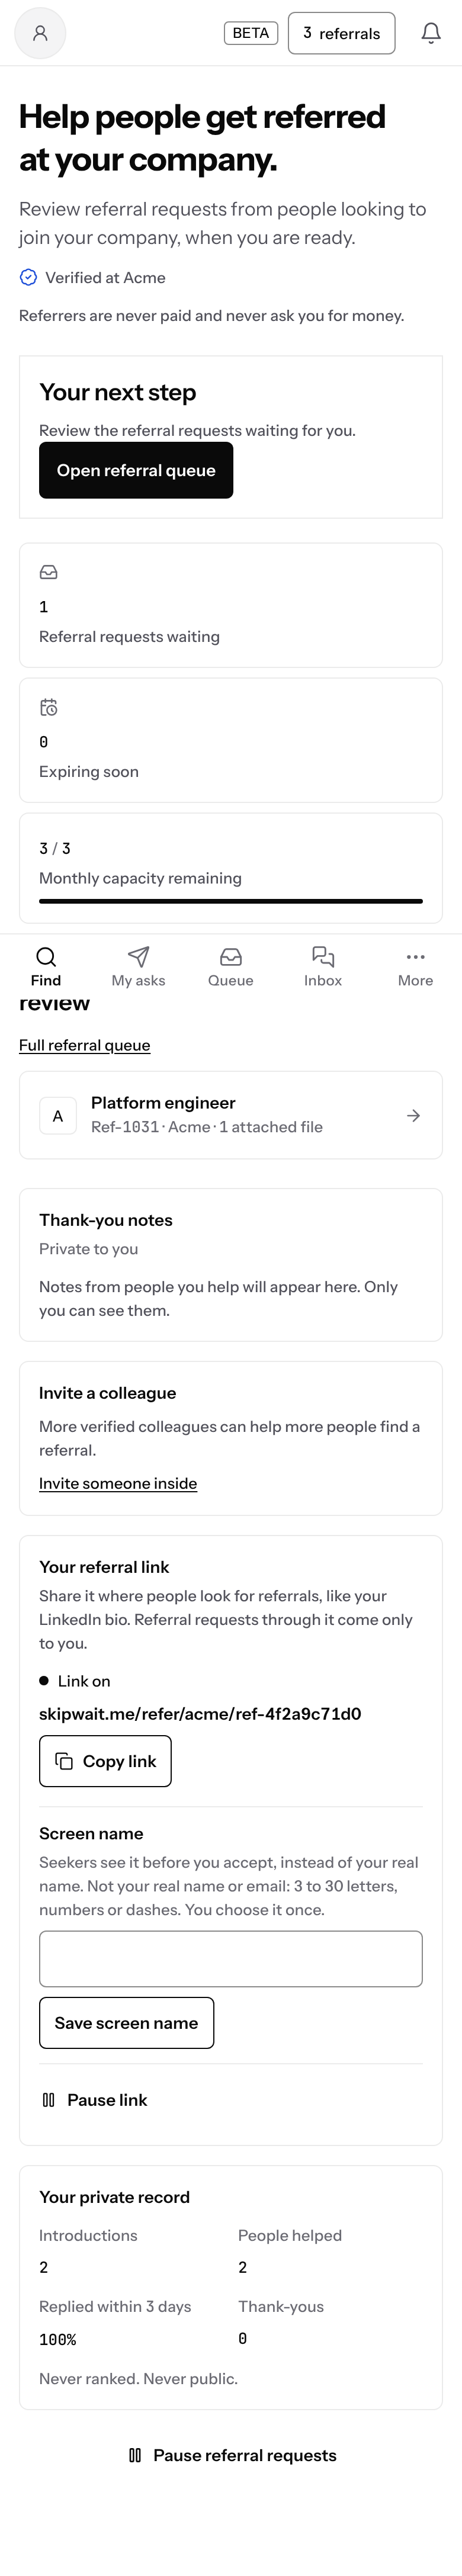 BETA
3 referrals
Help people get referred
at your company.
Review referral requests from people looking to
join your company, when you are ready.
Verified at Acme
Referrers are never paid and never ask you for money.
Your next step
Review the referral requests waiting for you.
Open referral queue
1
Referral requests waiting
0
Expiring soon
3 / 3
Monthly capacity remaining
Find
My asks
Queue
Inbox
More
review
Full referral queue
A
Platform engineer
Ref-1031 · Acme · 1 attached file
Thank-you notes
Private to you
Notes from people you help will appear here. Only
you can see them.
Invite a colleague
More verified colleagues can help more people find a
referral.
Invite someone inside
Your referral link
Share it where people look for referrals, like your
LinkedIn bio. Referral requests through it come only
to you.
Link on
skipwait.me/refer/acme/ref-4f2a9c71d0
Copy link
Screen name
Seekers see it before you accept, instead of your real
name. Not your real name or email: 3 to 30 letters,
numbers or dashes. You choose it once.
Save screen name
Pause link
Your private record
Introductions
People helped
2
2
Replied within 3 days
Thank-yous
100%
0
Never ranked. Never public.
Pause referral requests